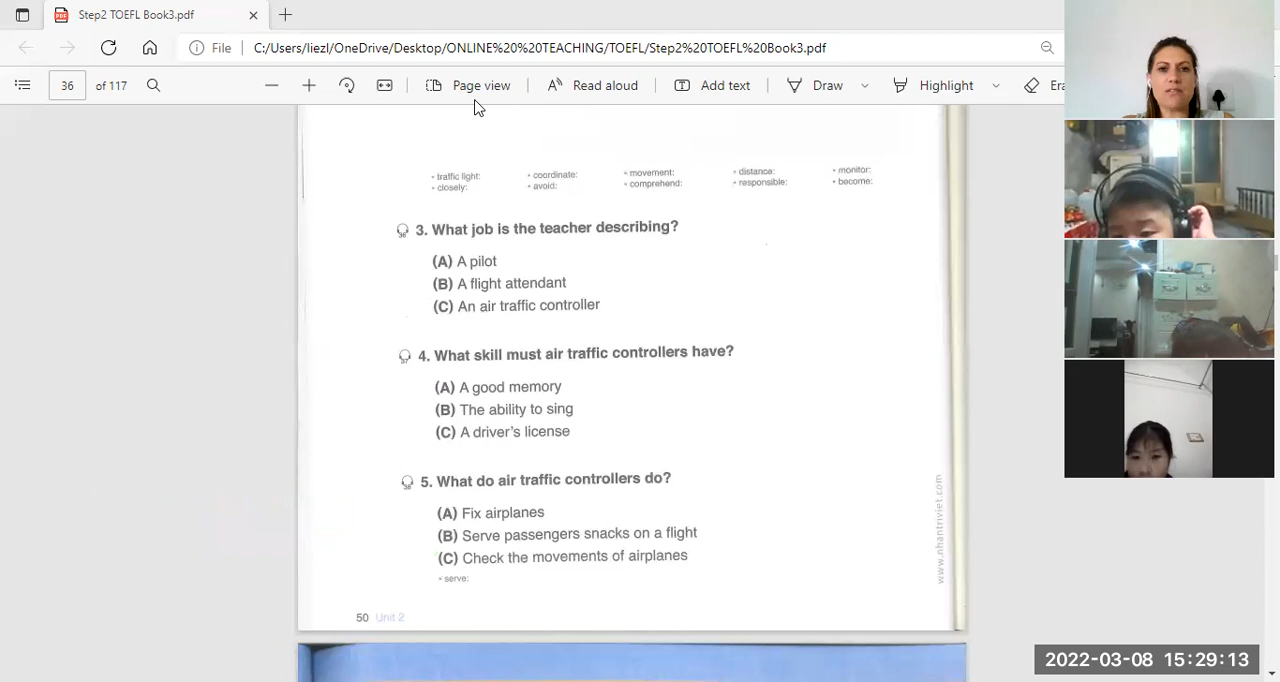 Step2 TOEFL Book3.pdf
File C:/Users/liezl/OneDrive/Desktop/ONLINE%20%20TEACHING/TOEFL/Step2%20TOEFL%20Book3.pdf
36 of 117 Page view Read aloud Add text Draw Highlight
• traffic light: • coordinate: • movement: • distance: • monitor:
• closely: • avoid: • comprehend: • responsible: • become:
3. What job is the teacher describing?
(A) A pilot
(B) A flight attendant
(C) An air traffic controller
4. What skill must air traffic controllers have?
(A) A good memory
(B) The ability to sing
(C) A driver's license
5. What do air traffic controllers do?
(A) Fix airplanes
(B) Serve passengers snacks on a flight
(C) Check the movements of airplanes
• serve:
50 Unit 2
www.nhantriviet.com
2022-03-08 15:29:13